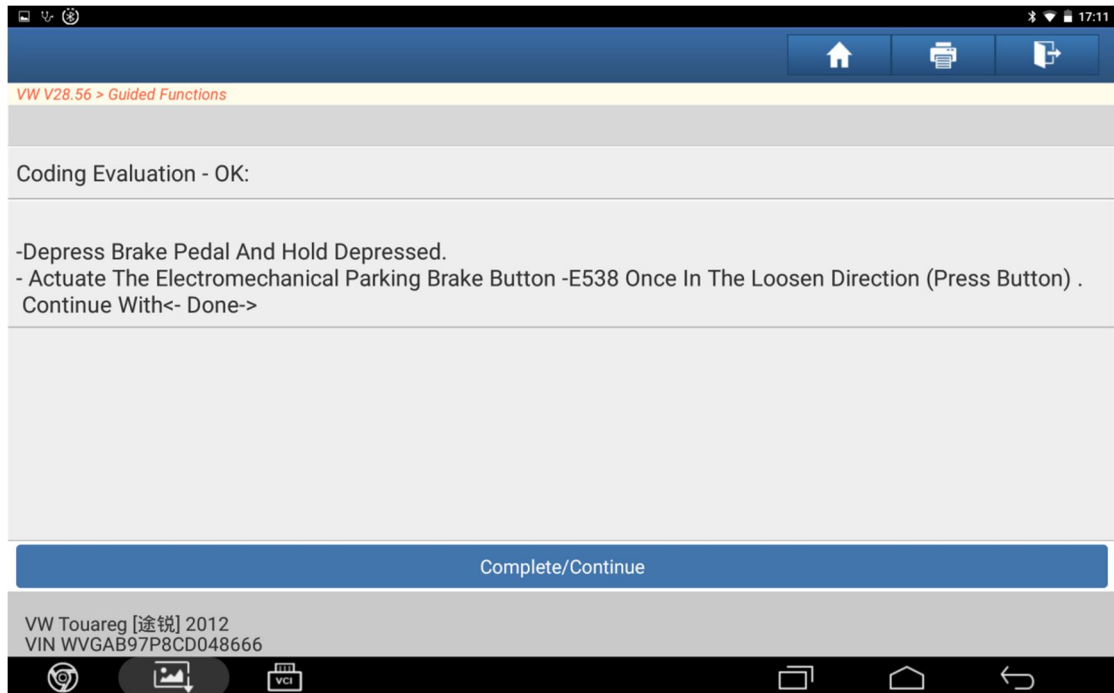 17:11
VW V28.56 > Guided Functions
Coding Evaluation - OK:
-Depress Brake Pedal And Hold Depressed.
- Actuate The Electromechanical Parking Brake Button -E538 Once In The Loosen Direction (Press Button) .
Continue With<- Done->
Complete/Continue
VW Touareg [途锐] 2012
VIN WVGAB97P8CD048666
VCI